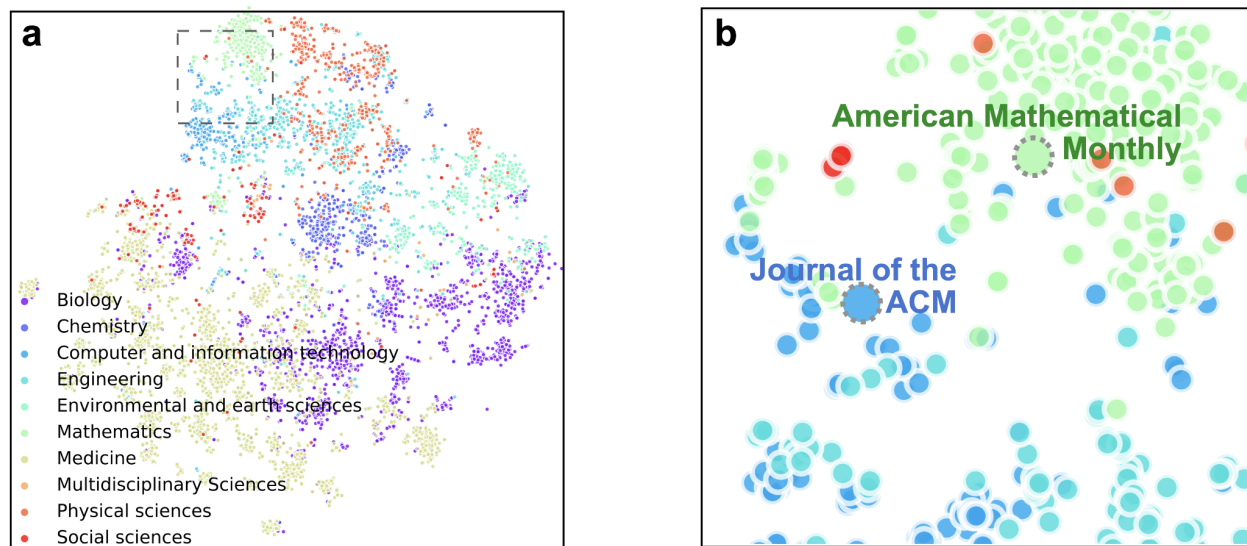 a
Biology
Chemistry
Computer and information technology
Engineering
Environmental and earth sciences
Mathematics
Medicine
Multidisciplinary Sciences
Physical sciences
Social sciences
b
American Mathematical
Monthly
Journal of the
ACM